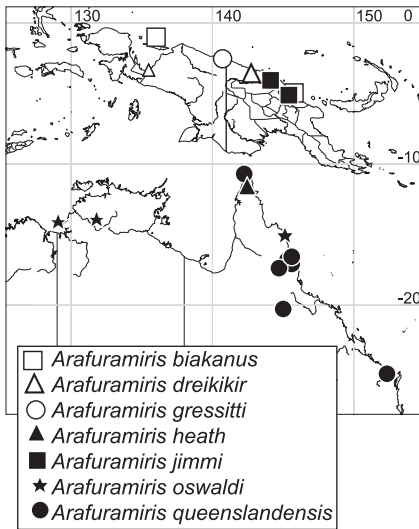 130 140 150 0
-10
-20
Arafuramiris biakanus
Arafuramiris dreikikir
Arafuramiris gressitti
Arafuramiris heath
Arafuramiris jimmi
Arafuramiris oswaldi
Arafuramiris queenslandensis